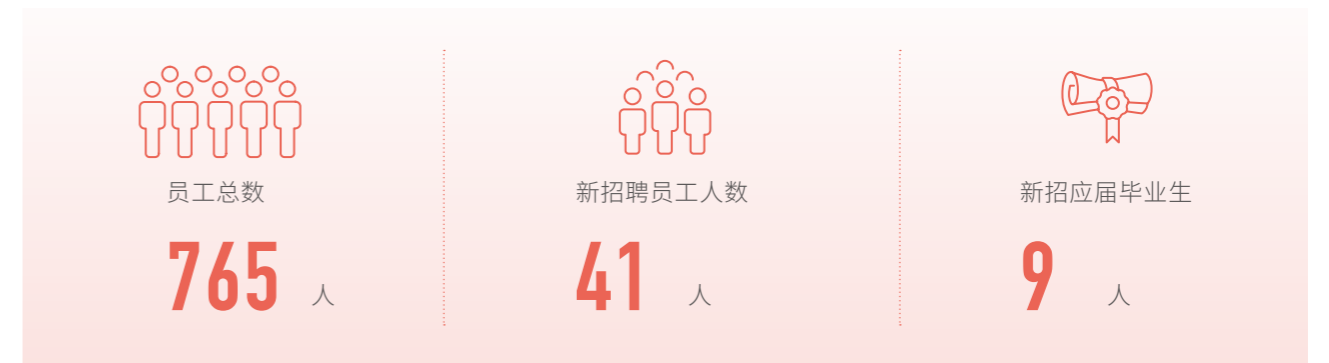 员工总数
765 人
新招聘员工人数
41 人
新招应届毕业生
9 人